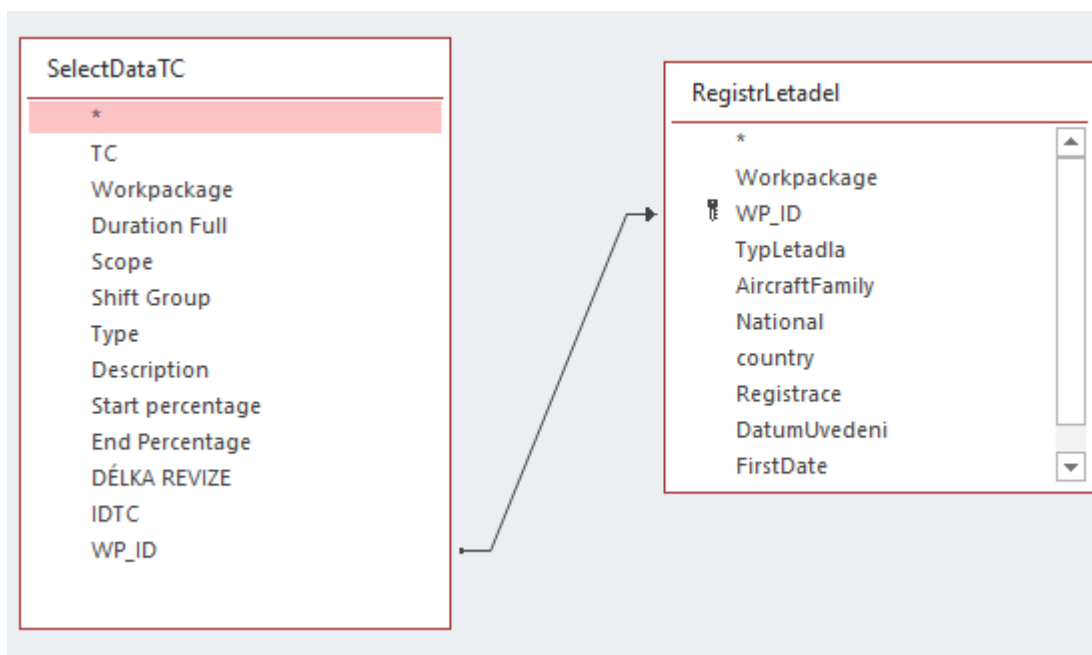 SelectDataTC
*
TC
Workpackage
Duration Full
Scope
Shift Group
Type
Description
Start percentage
End Percentage
DÉLKA REVIZE
IDTC
WP_ID
RegistrLetadel
*
Workpackage
WP_ID
TypLetadla
AircraftFamily
National
country
Registrace
DatumUvedeni
FirstDate